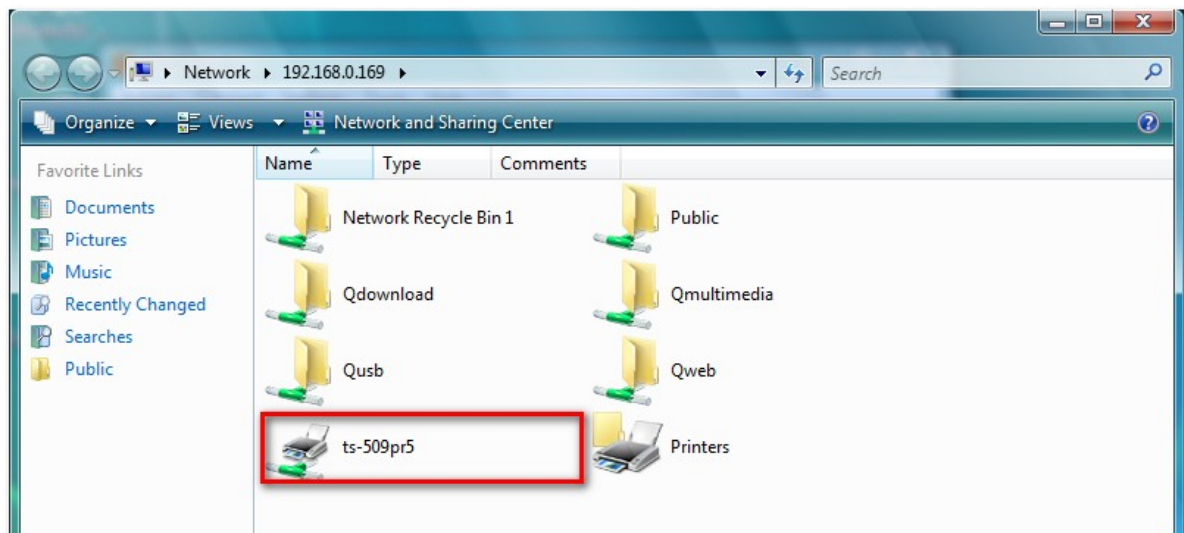 Network 192.168.0.169 Search
Organize Views Network and Sharing Center
Favorite Links
Documents
Pictures
Music
Recently Changed
Searches
Public
Name Type Comments
Network Recycle Bin 1 Public
Qdownload Qmultimedia
Qusb Qweb
ts-509pr5 Printers